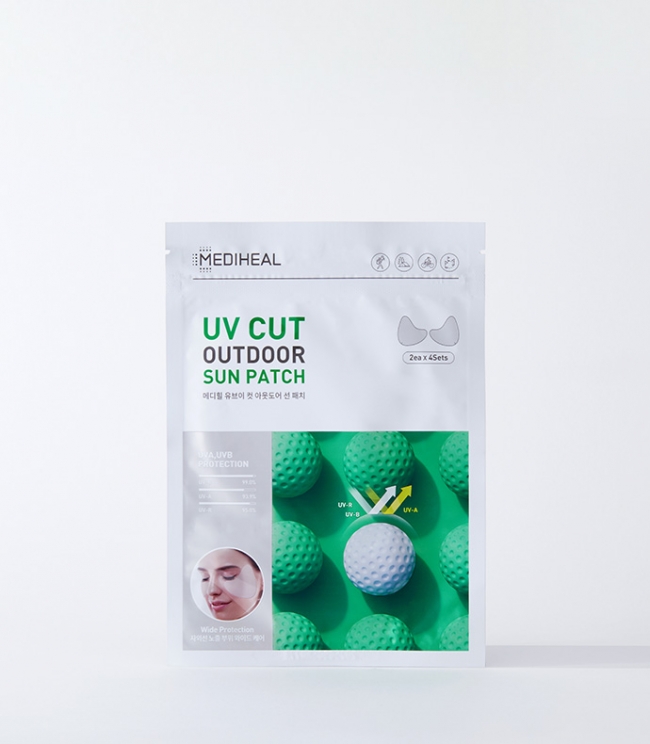 MEDIHEAL
UV CUT
OUTDOOR
SUN PATCH
메디힐 유브이 컷 아웃도어 선 패치
2ea x 4Sets
UVA,UVB
PROTECTION
UV-R
UV-B
UV-A
Wide Protection